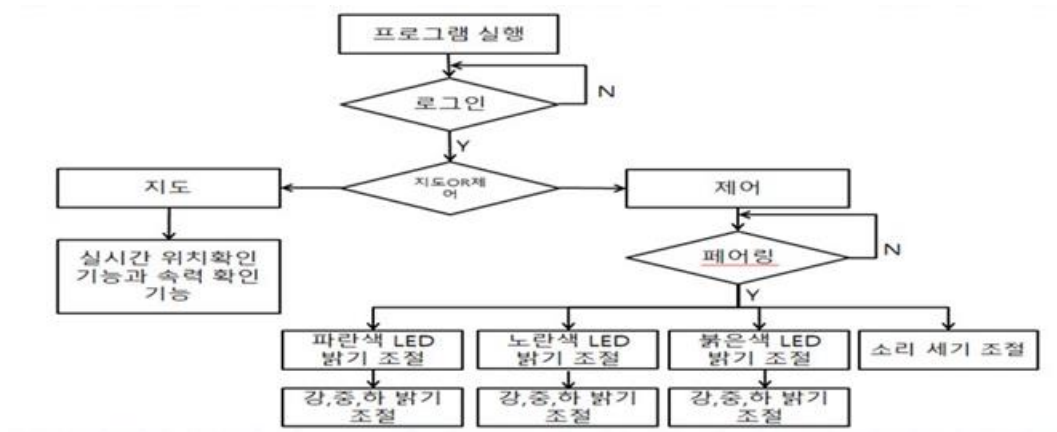 프로그램 실행
로그인
N
Y
지도OR제
어
지도
제어
실시간 위치확인
기능과 속력 확인
기능
페어링
N
Y
파란색 LED
밝기 조절
노란색 LED
밝기 조절
붉은색 LED
밝기 조절
소리 세기 조절
강,중,하 밝기
조절
강,중,하 밝기
조절
강,중,하 밝기
조절